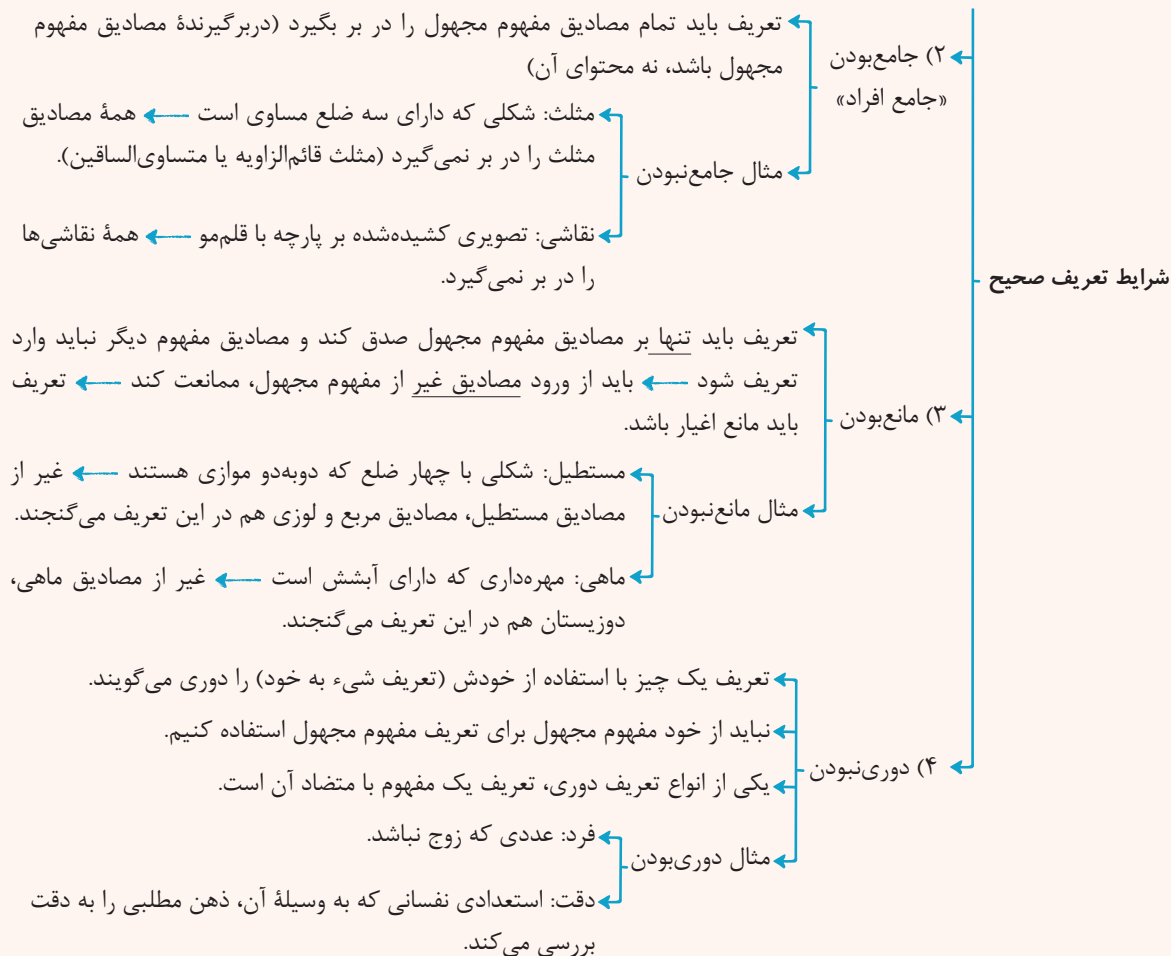 شرایط تعریف صحیح
۲) جامع‌بودن
«جامع افراد»
تعریف باید تمام مصادیق مفهوم مجهول را در بر بگیرد (دربرگیرندهٔ مصادیق مفهوم
مجهول باشد، نه محتوای آن)
مثال جامع‌نبودن
مثلث: شکلی که دارای سه ضلع مساوی است ← همهٔ مصادیق
مثلث را در بر نمی‌گیرد (مثلث قائم‌الزاویه یا متساوی‌الساقین).
نقاشی: تصویری کشیده‌شده بر پارچه با قلم‌مو ← همهٔ نقاشی‌ها
را در بر نمی‌گیرد.
۳) مانع‌بودن
تعریف باید تنها بر مصادیق مفهوم مجهول صدق کند و مصادیق مفهوم دیگر نباید وارد
تعریف شود ← باید از ورود مصادیق غیر از مفهوم مجهول، ممانعت کند ← تعریف
باید مانع اغیار باشد.
مثال مانع‌نبودن
مستطیل: شکلی با چهار ضلع که دوبه‌دو موازی هستند ← غیر از
مصادیق مستطیل، مصادیق مربع و لوزی هم در این تعریف می‌گنجند.
ماهی: مهره‌داری که دارای آبشش است ← غیر از مصادیق ماهی،
دوزیستان هم در این تعریف می‌گنجند.
۴) دوری‌نبودن
تعریف یک چیز با استفاده از خودش (تعریف شیء به خود) را دوری می‌گویند.
نباید از خود مفهوم مجهول برای تعریف مفهوم مجهول استفاده کنیم.
یکی از انواع تعریف دوری، تعریف یک مفهوم با متضاد آن است.
مثال دوری‌بودن
فرد: عددی که زوج نباشد.
دقت: استعدادی نفسانی که به وسیلهٔ آن، ذهن مطلبی را به دقت
بررسی می‌کند.